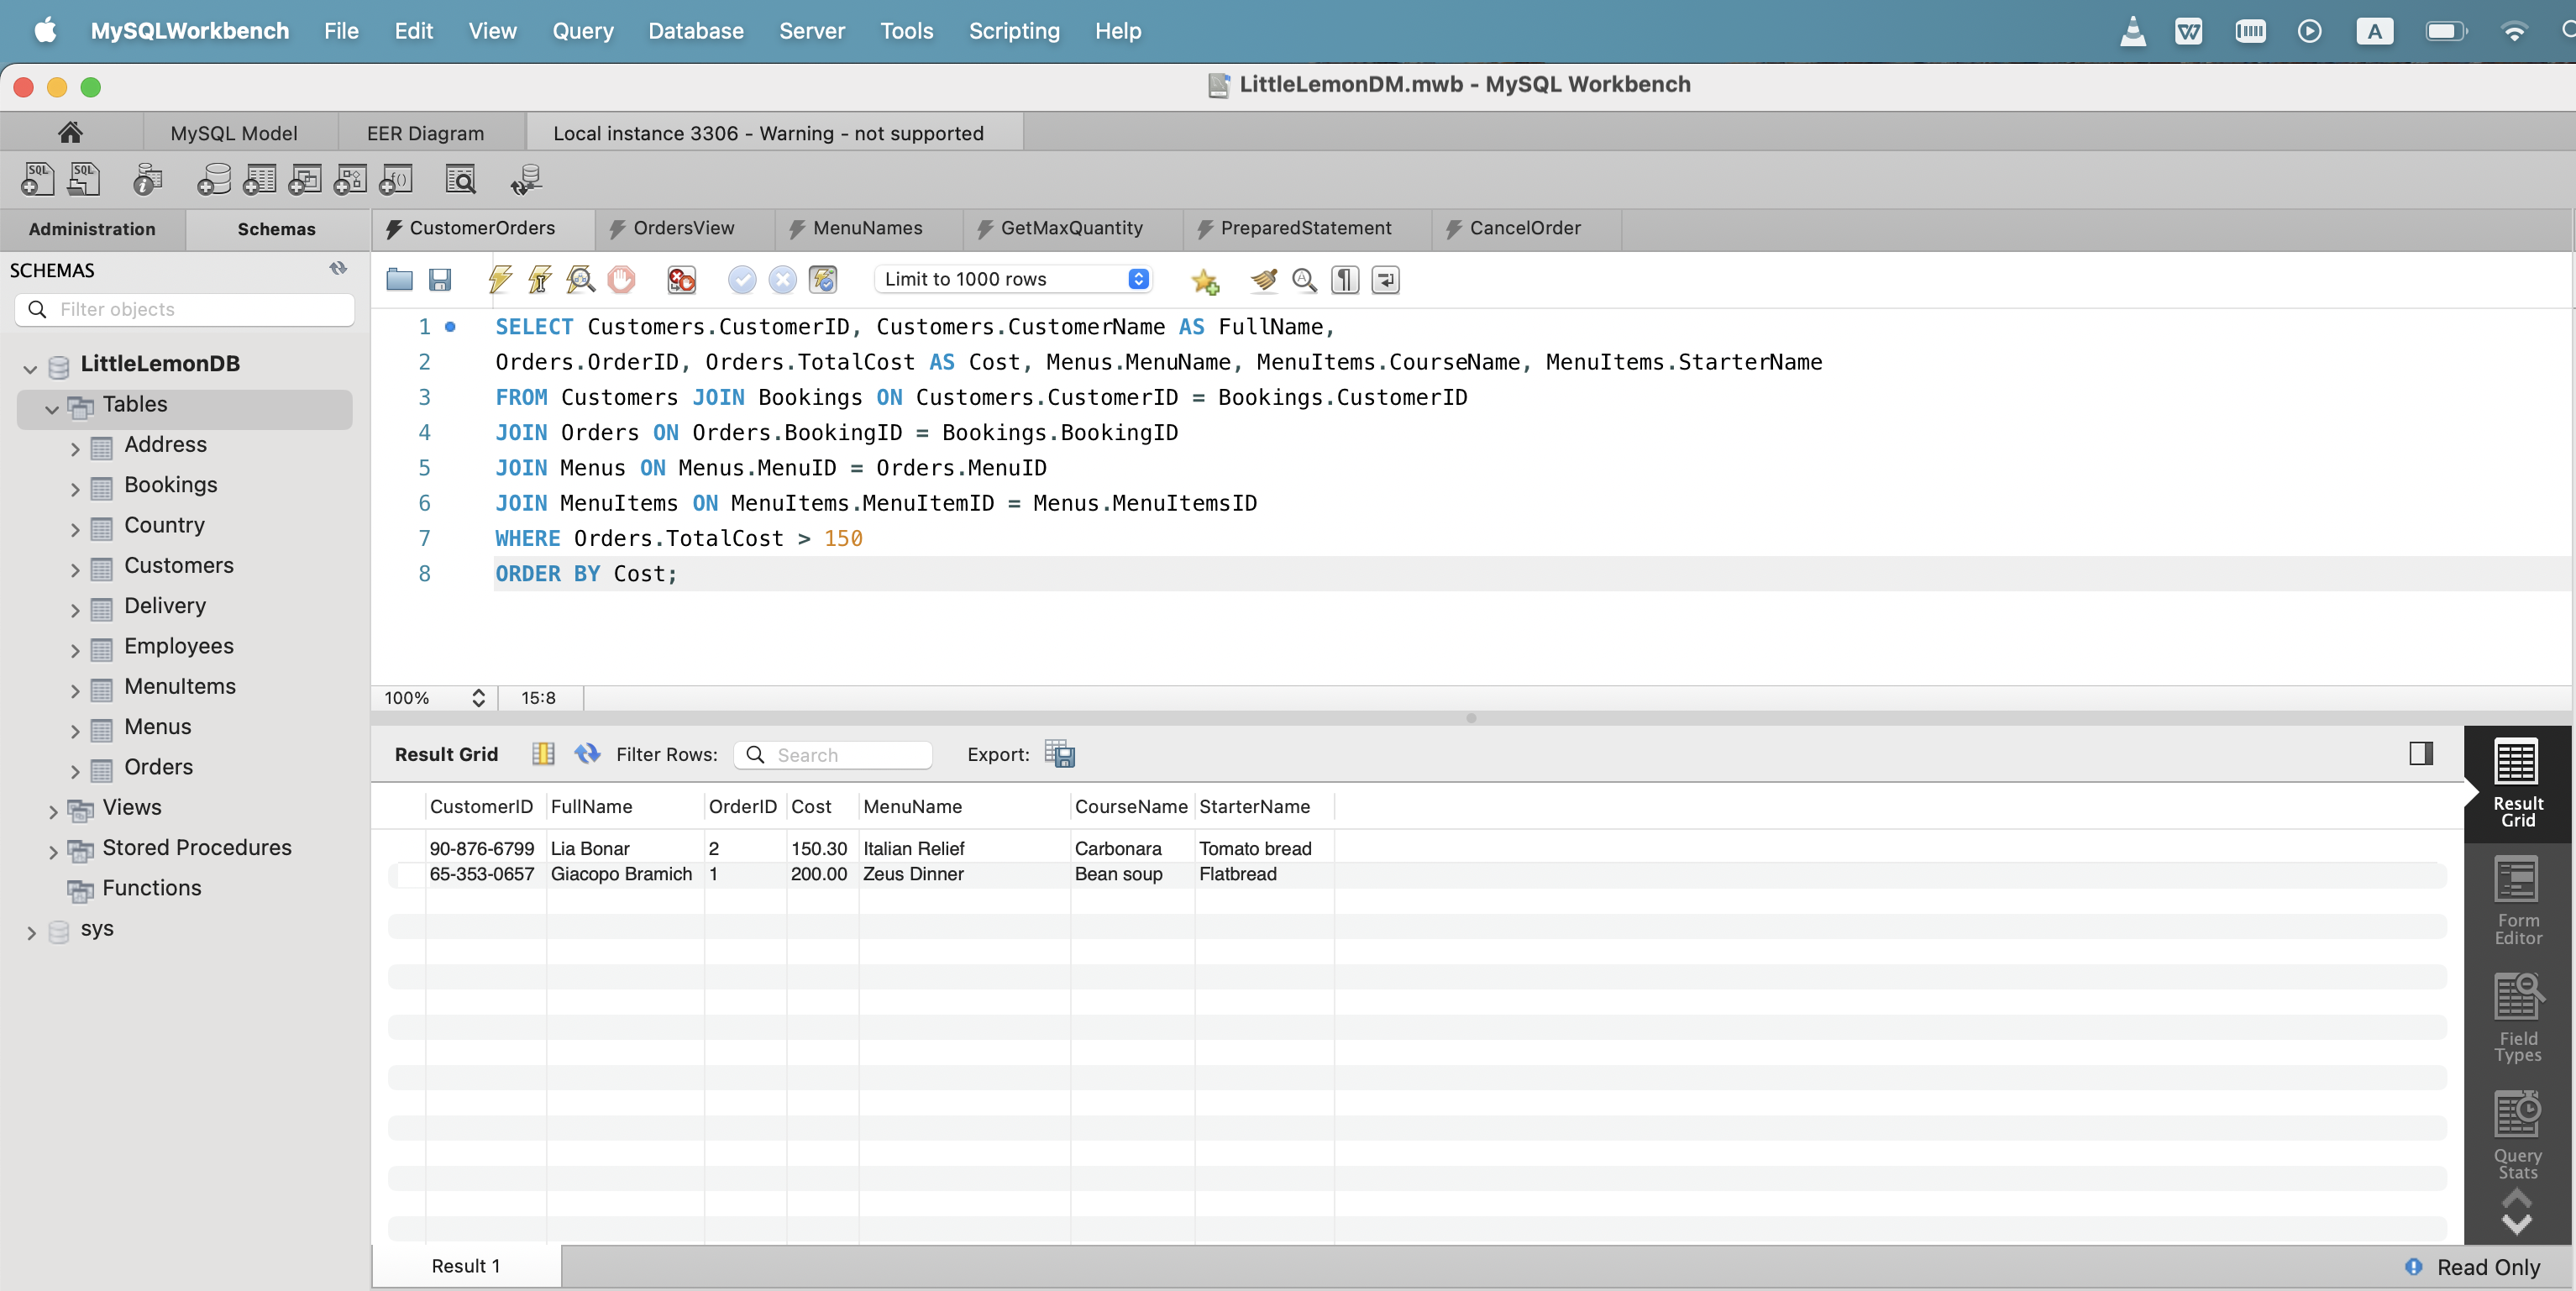 MySQLWorkbench File Edit View Query Database Server Tools Scripting Help
LittleLemonDM.mwb - MySQL Workbench
MySQL Model EER Diagram Local instance 3306 - Warning - not supported
Administration Schemas CustomerOrders OrdersView MenuNames GetMaxQuantity PreparedStatement CancelOrder
SCHEMAS
Filter objects
LittleLemonDB
Tables
Address
Bookings
Country
Customers
Delivery
Employees
MenuItems
Menus
Orders
Views
Stored Procedures
Functions
sys
Limit to 1000 rows
1 SELECT Customers.CustomerID, Customers.CustomerName AS FullName,
2 Orders.OrderID, Orders.TotalCost AS Cost, Menus.MenuName, MenuItems.CourseName, MenuItems.StarterName
3 FROM Customers JOIN Bookings ON Customers.CustomerID = Bookings.CustomerID
4 JOIN Orders ON Orders.BookingID = Bookings.BookingID
5 JOIN Menus ON Menus.MenuID = Orders.MenuID
6 JOIN MenuItems ON MenuItems.MenuItemID = Menus.MenuItemsID
7 WHERE Orders.TotalCost > 150
8 ORDER BY Cost;
100% 15:8
Result Grid Filter Rows: Search Export:
CustomerID FullName OrderID Cost MenuName CourseName StarterName
90-876-6799 Lia Bonar 2 150.30 Italian Relief Carbonara Tomato bread
65-353-0657 Giacopo Bramich 1 200.00 Zeus Dinner Bean soup Flatbread
Result
Grid
Form
Editor
Field
Types
Query
Stats
Result 1
Read Only